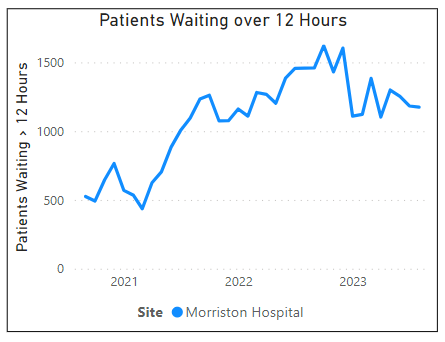 Patients Waiting over 12 Hours
Patients Waiting > 12 Hours
1500
1000
500
0
2021 2022 2023
Site Morriston Hospital